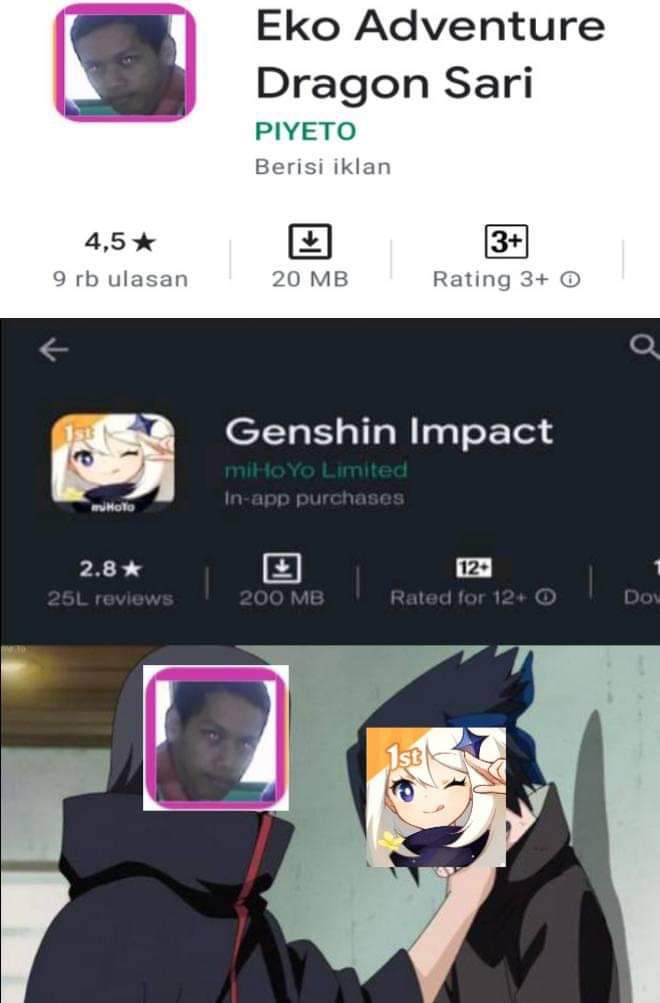 Eko Adventure
Dragon Sari
PIYETO
Berisi iklan
4,5★
3+
9 rb ulasan
20 MB
Rating 3+
1st
miHoYo
Genshin Impact
miHoYo Limited
In-app purchases
2.8★
12+
25L reviews
200 MB
Rated for 12+
Dov
1st